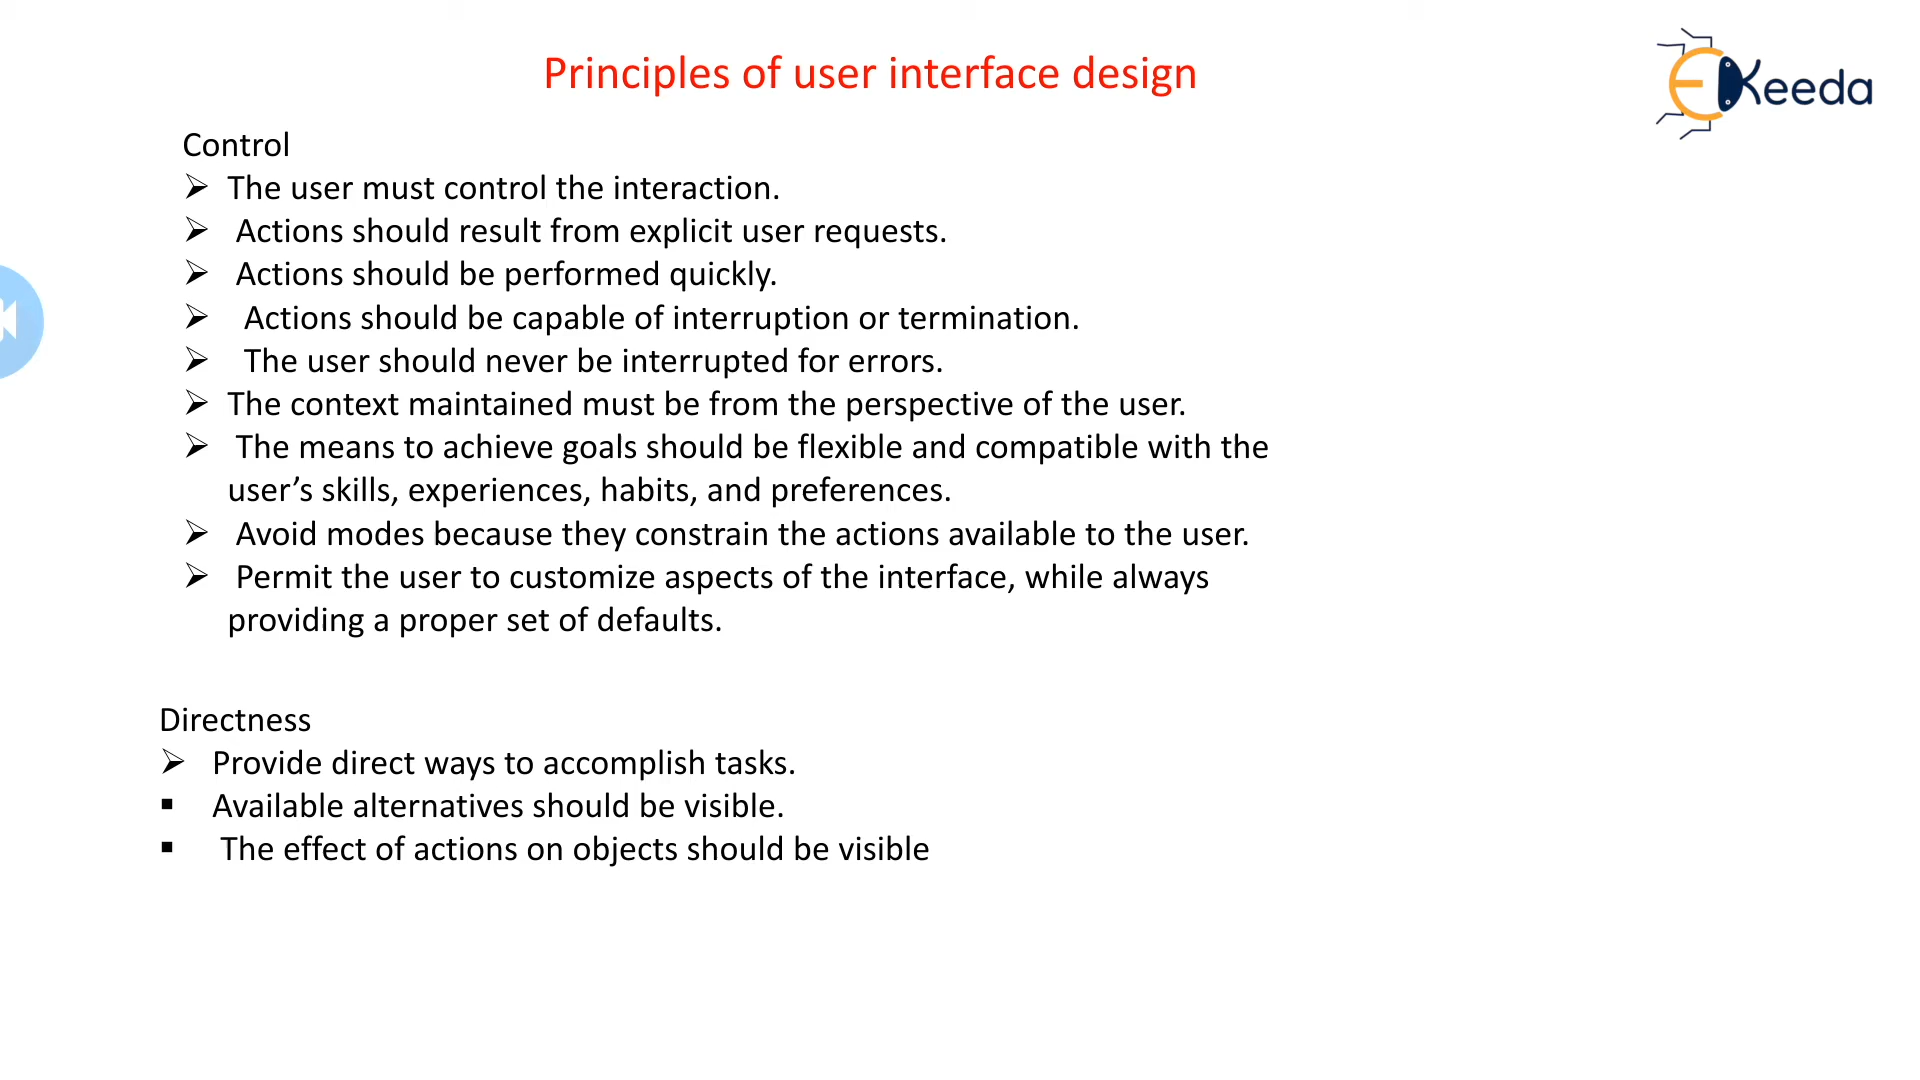 Principles of user interface design
EKeeda
Control
➢ The user must control the interaction.
➢ Actions should result from explicit user requests.
➢ Actions should be performed quickly.
➢ Actions should be capable of interruption or termination.
➢ The user should never be interrupted for errors.
➢ The context maintained must be from the perspective of the user.
➢ The means to achieve goals should be flexible and compatible with the
user’s skills, experiences, habits, and preferences.
➢ Avoid modes because they constrain the actions available to the user.
➢ Permit the user to customize aspects of the interface, while always
providing a proper set of defaults.
Directness
➢ Provide direct ways to accomplish tasks.
▪ Available alternatives should be visible.
▪ The effect of actions on objects should be visible